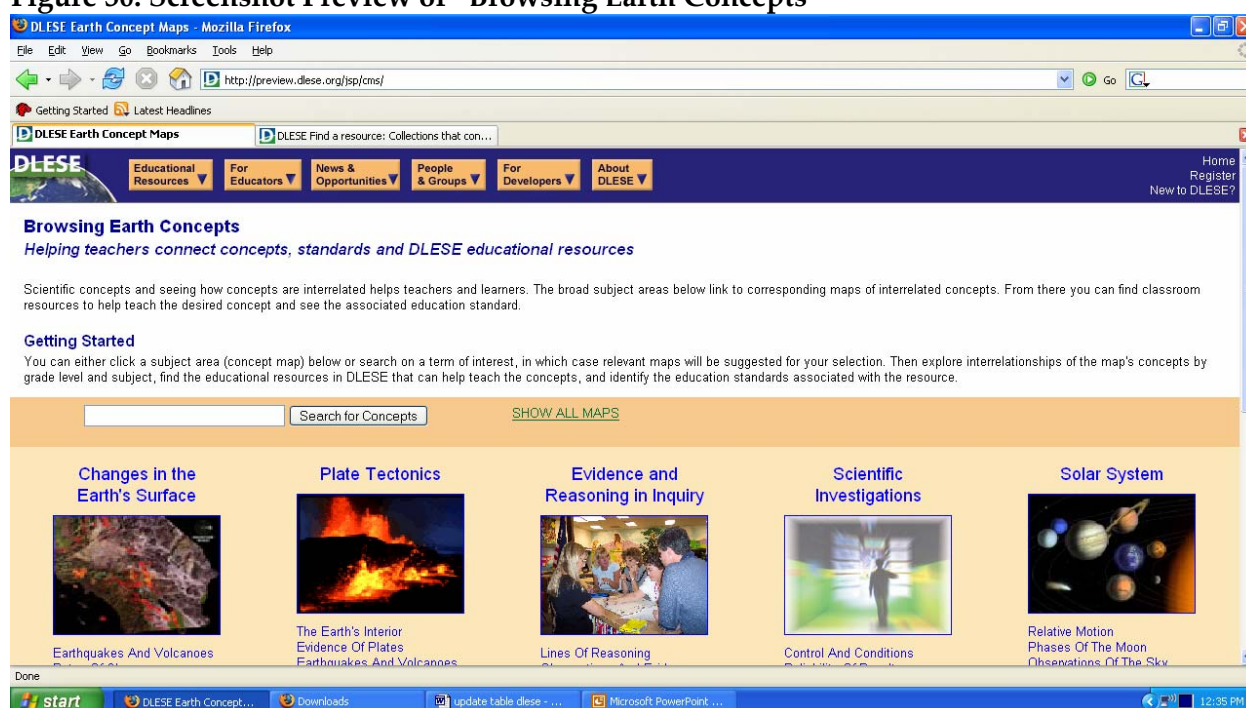 Figure 30. Screenshot Preview of "Browsing Earth Concepts"
DLESE Earth Concept Maps - Mozilla Firefox
File Edit View Go Bookmarks Tools Help
http://preview.dlese.org/jsp/cms/ Go
Getting Started Latest Headlines
DLESE Earth Concept Maps DLESE Find a resource: Collections that con...
DLESE
Educational Resources
For Educators
News & Opportunities
People & Groups
For Developers
About DLESE
Home
Register
New to DLESE?
Browsing Earth Concepts
Helping teachers connect concepts, standards and DLESE educational resources
Scientific concepts and seeing how concepts are interrelated helps teachers and learners. The broad subject areas below link to corresponding maps of interrelated concepts. From there you can find classroom
resources to help teach the desired concept and see the associated education standard.
Getting Started
You can either click a subject area (concept map) below or search on a term of interest, in which case relevant maps will be suggested for your selection. Then explore interrelationships of the map's concepts by
grade level and subject, find the educational resources in DLESE that can help teach the concepts, and identify the education standards associated with the resource.
Search for Concepts SHOW ALL MAPS
Changes in the
Earth's Surface
Earthquakes And Volcanoes
Plate Tectonics
The Earth's Interior
Evidence Of Plates
Earthquakes And Volcanoes
Evidence and
Reasoning in Inquiry
Lines Of Reasoning
Scientific
Investigations
Control And Conditions
Solar System
Relative Motion
Phases Of The Moon
Observations Of The Sky
Done
start DLESE Earth Concept... Downloads update table dlese - ... Microsoft PowerPoint ... 12:35 PM